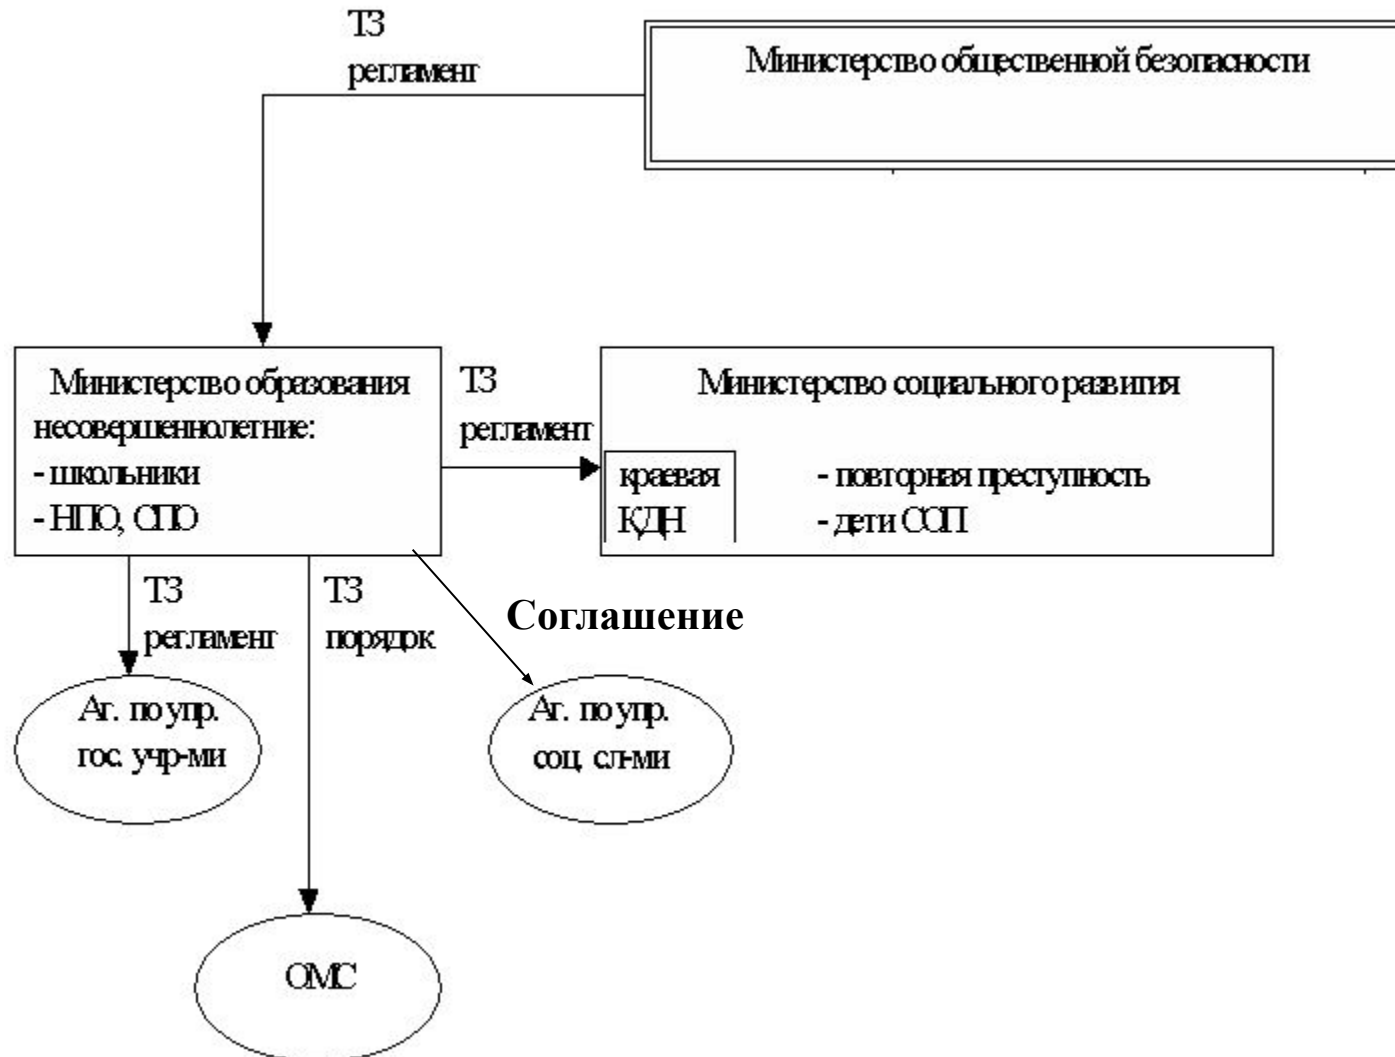 ТЗ
регламент
Министерство общественной безопасности
Министерство образования
несовершеннолетние:
- школьники
- НПО, СПО
ТЗ
регламент
Министерство социального развития
краевая
КДН
- повторная преступность
- дети СОП
ТЗ
регламент
ТЗ
порядок
Соглашение
Аг. по упр.
гос. учр-ми
Аг. по упр.
соц. сл-ми
ОМС